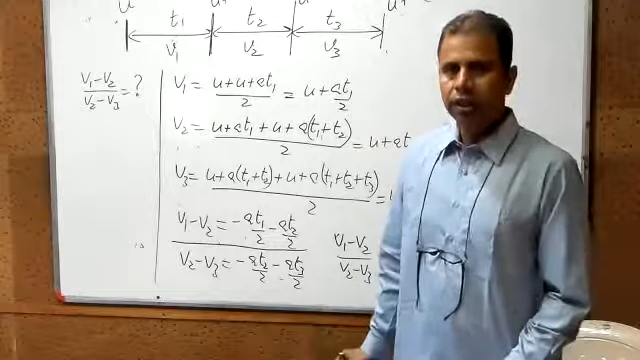 t₁ t₂ t₃
v₁ v₂ v₃
(V₁-V₂)/(V₂-V₃) = ?
V₁ = (u+u+at₁)/2 = u+at₁/2
V₂ = (u+at₁+u+a(t₁+t₂))/2 = u+at
V₃ = (u+a(t₁+t₂)+u+a(t₁+t₂+t₃))/2 =
V₁-V₂ = -at₁/2 - at₂/2
V₂-V₃ = -at₂/2 - at₃/2
(V₁-V₂)/(V₂-V₃)